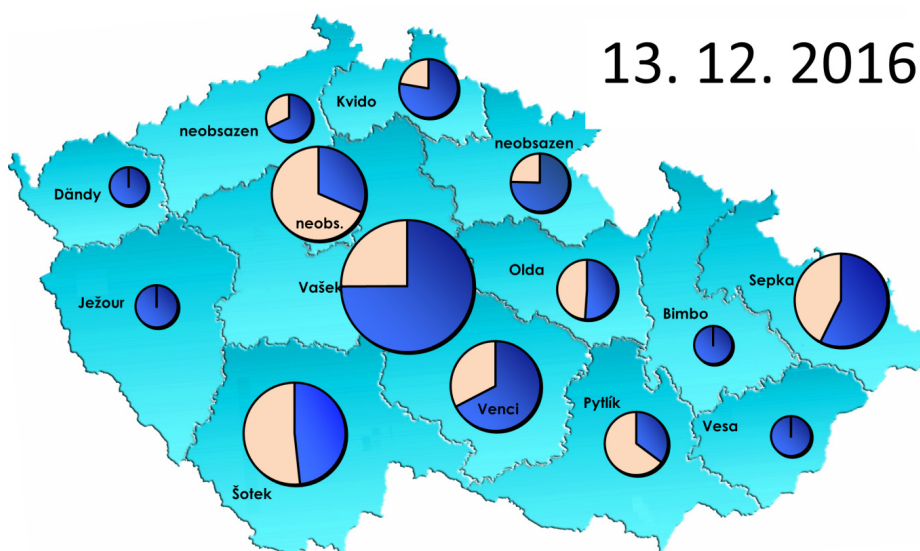 13. 12. 2016
Kvido
neobsazen
neobsazen
Dändy
neobs.
Olda
Sepka
Vašek
Ježour
Bimbo
Pytlík
Venci
Vesa
Šotek